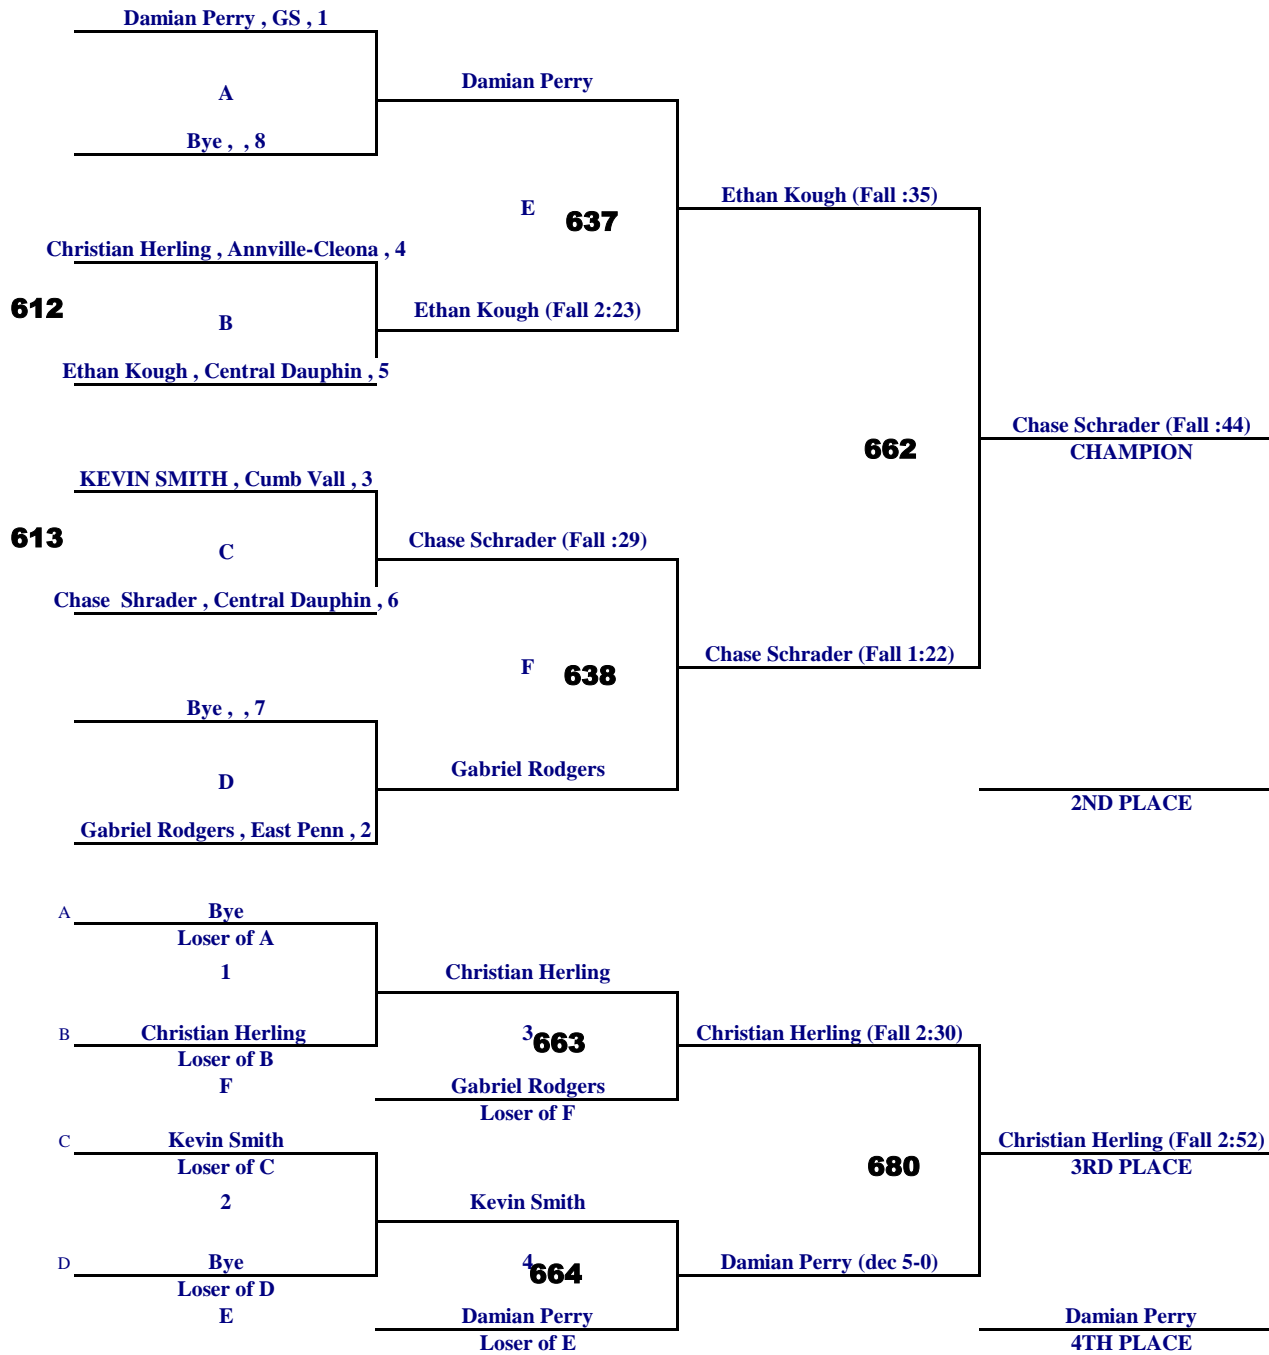 Damian Perry , GS , 1
A
Damian Perry
Bye , , 8
E
637
Ethan Kough (Fall :35)
Christian Herling , Annville-Cleona , 4
612
B
Ethan Kough (Fall 2:23)
Ethan Kough , Central Dauphin , 5
662
Chase Schrader (Fall :44)
CHAMPION
KEVIN SMITH , Cumb Vall , 3
613
C
Chase Schrader (Fall :29)
Chase Shrader , Central Dauphin , 6
F
638
Chase Schrader (Fall 1:22)
Bye , , 7
D
Gabriel Rodgers
2ND PLACE
Gabriel Rodgers , East Penn , 2
A
Bye
Loser of A
1
Christian Herling
B
Christian Herling
Loser of B
3
663
Christian Herling (Fall 2:30)
F
Gabriel Rodgers
Loser of F
C
Kevin Smith
Loser of C
680
Christian Herling (Fall 2:52)
3RD PLACE
2
Kevin Smith
D
Bye
Loser of D
4
664
Damian Perry (dec 5-0)
E
Damian Perry
Loser of E
Damian Perry
4TH PLACE